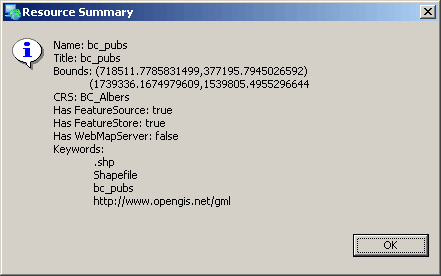 Resource Summary
Name: bc_pubs
Title: bc_pubs
Bounds: (718511.7785831499,377195.7945026592)
(1739336.1674979609,1539805.4955296644
CRS: BC_Albers
Has FeatureSource: true
Has FeatureStore: true
Has WebMapServer: false
Keywords:
.shp
Shapefile
bc_pubs
http://www.opengis.net/gml
OK